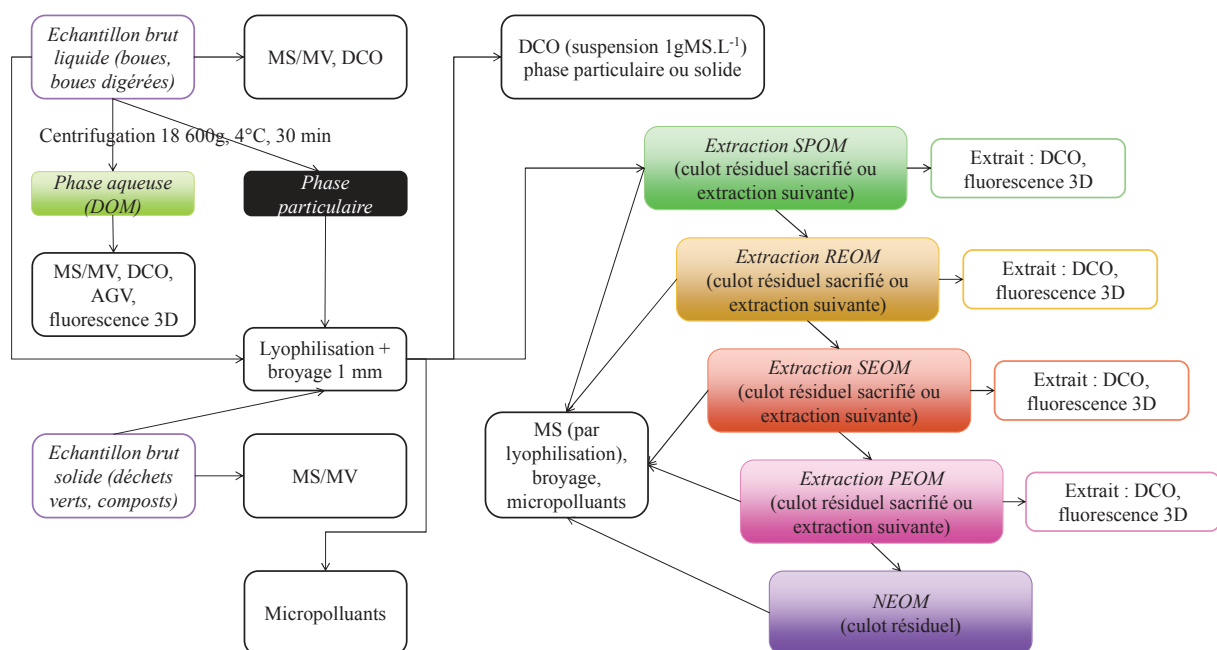 Echantillon brut
liquide (boues,
boues digérées)
MS/MV, DCO
DCO (suspension 1gMS.L⁻¹)
phase particulaire ou solide
Centrifugation 18 600g, 4°C, 30 min
Phase aqueuse
(DOM)
Phase
particulaire
MS/MV, DCO,
AGV,
fluorescence 3D
Lyophilisation +
broyage 1 mm
Echantillon brut
solide (déchets
verts, composts)
MS/MV
Micropolluants
Extraction SPOM
(culot résiduel sacrifié ou
extraction suivante)
Extrait : DCO,
fluorescence 3D
Extraction REOM
(culot résiduel sacrifié ou
extraction suivante)
Extrait : DCO,
fluorescence 3D
Extraction SEOM
(culot résiduel sacrifié ou
extraction suivante)
Extrait : DCO,
fluorescence 3D
MS (par
lyophilisation),
broyage,
micropolluants
Extraction PEOM
(culot résiduel sacrifié ou
extraction suivante)
Extrait : DCO,
fluorescence 3D
NEOM
(culot résiduel)